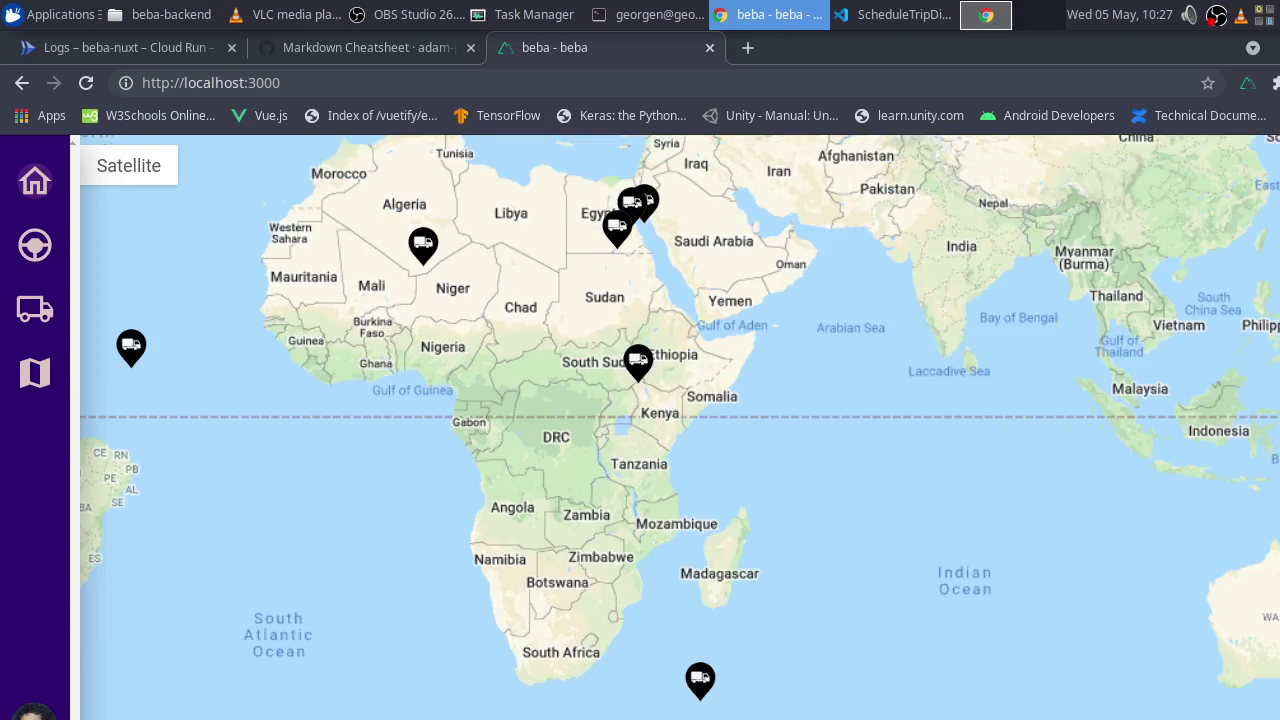 Applications
beba-backend
VLC media pla...
OBS Studio 26....
Task Manager
georgen@geo...
beba - beba - ...
ScheduleTripDi...
Wed 05 May, 10:27
Logs – beba-nuxt – Cloud Run –
Markdown Cheatsheet · adam-
beba - beba
http://localhost:3000
Apps
W3Schools Online...
Vue.js
Index of /vuetify/e...
TensorFlow
Keras: the Python...
Unity - Manual: Un...
learn.unity.com
Android Developers
Technical Docume...
Satellite
Tunisia
Morocco
Algeria
Libya
Egypt
Syria
Iraq
Iran
Afghanistan
Pakistan
China
Nepal
East
Western
Sahara
Saudi Arabia
Oman
India
Myanmar
(Burma)
Mauritania
Mali
Niger
Chad
Sudan
Yemen
Thailand
South
China Sea
Burkina
Faso
Guinea
Nigeria
Ghana
Gulf of Aden
Arabian Sea
Bay of Bengal
Vietnam
Philipp
Gulf of
Thailand
South Sud
Ethiopia
Laccadive Sea
Gulf of Guinea
Somalia
Malaysia
Gabon
Kenya
DRC
Indonesia
CE RN
PB
PE
AL
SE
BA
ES
Tanzania
Angola
Zambia
Mozambique
Namibia
Zimbabwe
Botswana
Madagascar
Indian
Ocean
South
Atlantic
Ocean
South Africa
WA